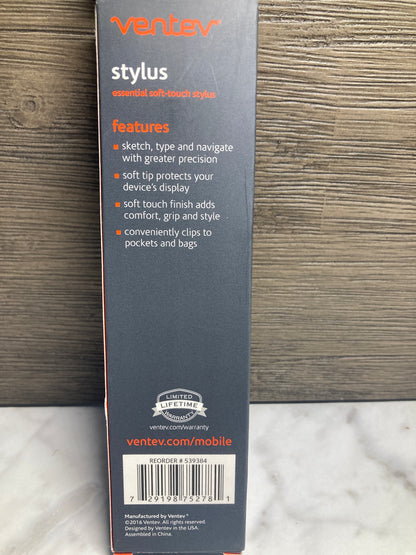 ventev
stylus
essential soft-touch stylus
features
sketch, type and navigate
with greater precision
soft tip protects your
device's display
soft touch finish adds
comfort, grip and style
conveniently clips to
pockets and bags
LIMITED
LIFETIME
WARRANTY
ventev.com/warranty
ventev.com/mobile
REORDER # 539384
7 29198 75278 1
Manufactured by Ventev™
©2016 Ventev. All rights reserved.
Designed by Ventev in the USA.
Assembled in China.